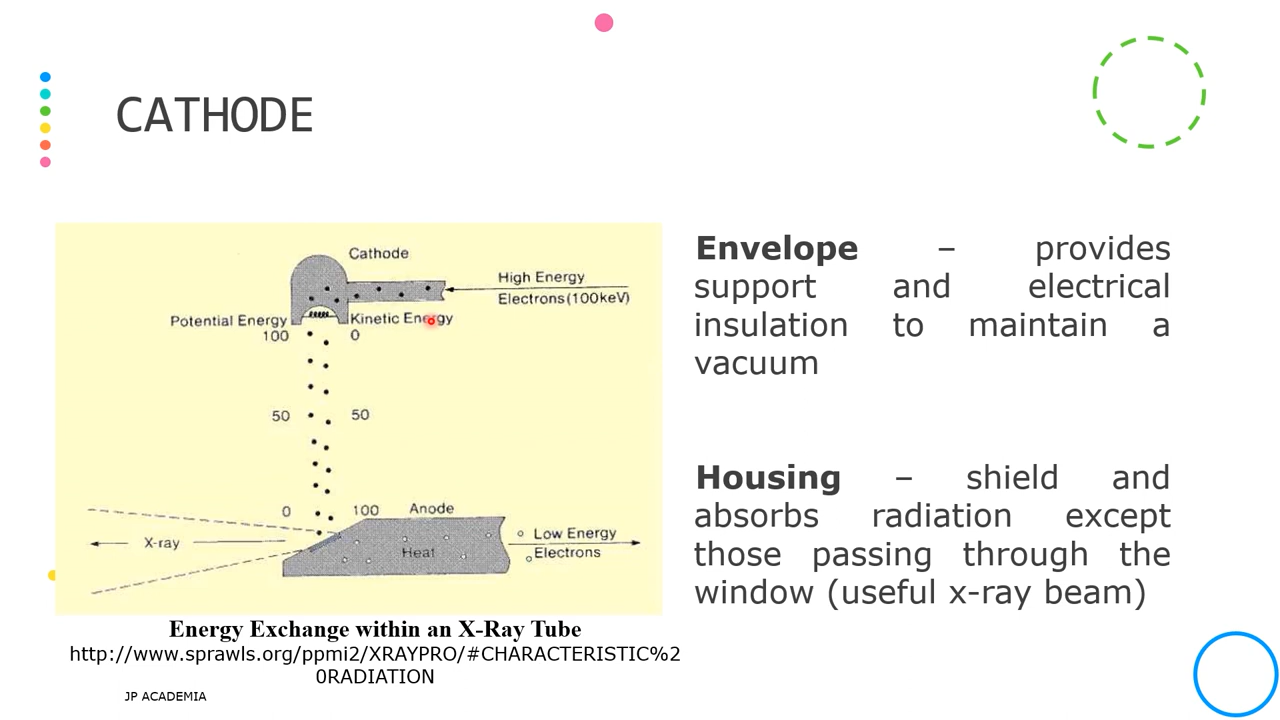 CATHODE
Cathode
High Energy
Electrons (100keV)
Potential Energy
Kinetic Energy
100
0
50
50
0
100
Anode
X-ray
Heat
Low Energy
Electrons
Energy Exchange within an X-Ray Tube
http://www.sprawls.org/ppmi2/XRAYPRO/#CHARACTERISTIC%2
0RADIATION
JP ACADEMIA
Envelope – provides
support and electrical
insulation to maintain a
vacuum
Housing – shield and
absorbs radiation except
those passing through the
window (useful x-ray beam)